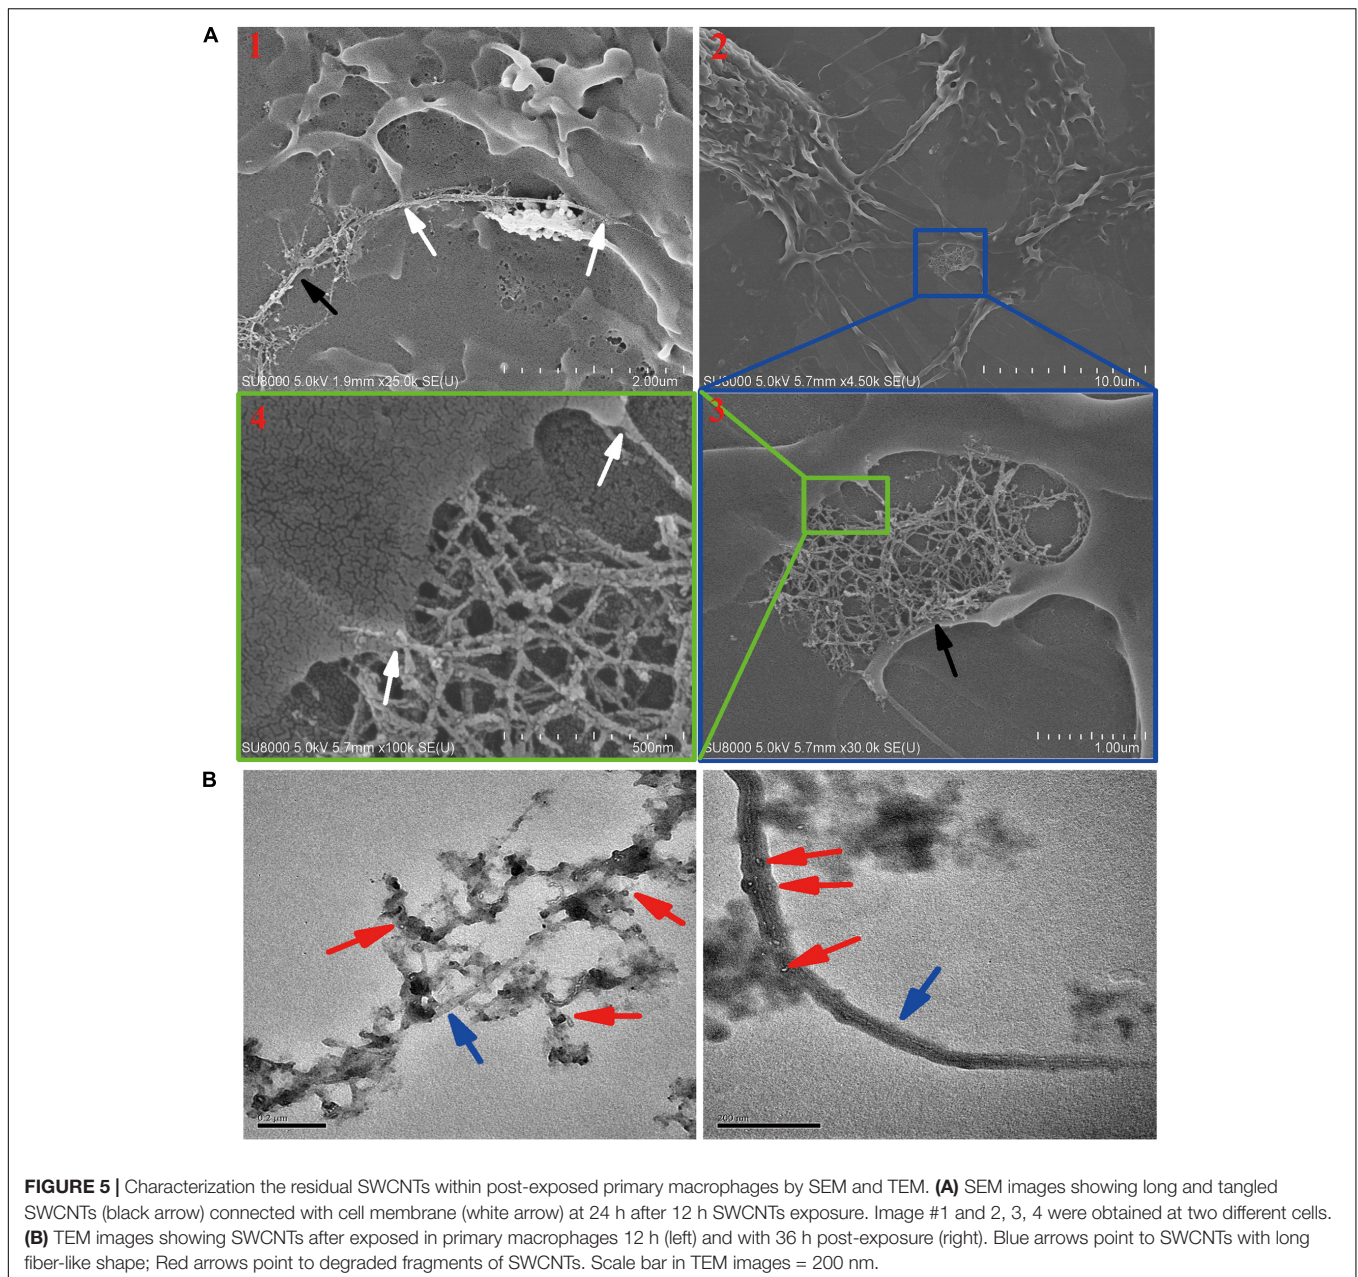 A
1
2
SU8000 5.0kV 1.9mm x25.0k SE(U) 2.00um
SU8000 5.0kV 5.7mm x4.50k SE(U) 10.0um
4
3
SU8000 5.0kV 5.7mm x100k SE(U) 500nm
SU8000 5.0kV 5.7mm x30.0k SE(U) 1.00um
B
0.2 µm
200 nm
FIGURE 5 | Characterization the residual SWCNTs within post-exposed primary macrophages by SEM and TEM. (A) SEM images showing long and tangled
SWCNTs (black arrow) connected with cell membrane (white arrow) at 24 h after 12 h SWCNTs exposure. Image #1 and 2, 3, 4 were obtained at two different cells.
(B) TEM images showing SWCNTs after exposed in primary macrophages 12 h (left) and with 36 h post-exposure (right). Blue arrows point to SWCNTs with long
fiber-like shape; Red arrows point to degraded fragments of SWCNTs. Scale bar in TEM images = 200 nm.